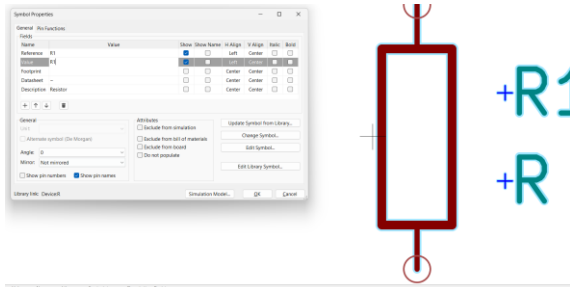 Symbol Properties
General Pin Functions
Fields
Name Value Show Show Name H Align V Align Italic Bold
Reference R1 Left Center
Value R1 Left Center
Footprint Center Center
Datasheet ~ Center Center
Description Resistor Center Center
General
Alternate symbol (De Morgan)
Angle: 0
Mirror: Not mirrored
Show pin numbers Show pin names
Attributes
Exclude from simulation
Exclude from bill of materials
Exclude from board
Do not populate
Update Symbol from Library...
Change Symbol...
Edit Symbol...
Edit Library Symbol...
Library link: Device:R
Simulation Model... OK Cancel
R1
R